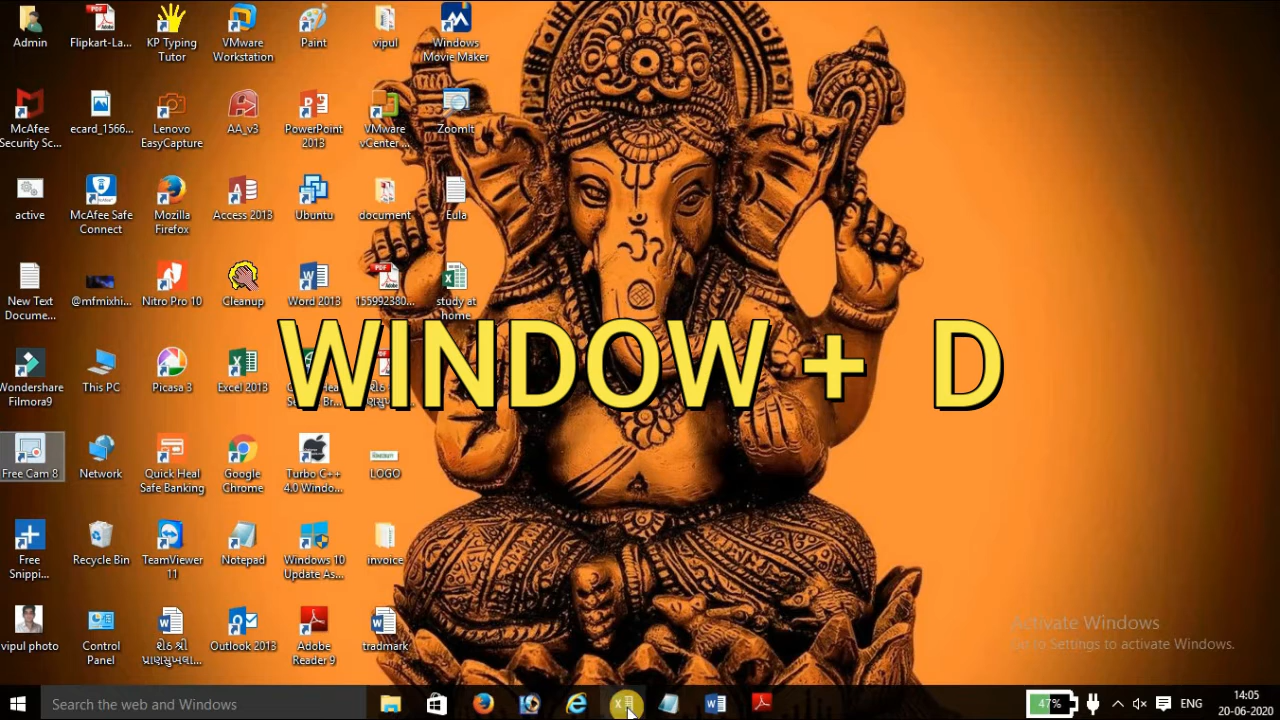 Admin
Flipkart-La...
KP Typing
Tutor
VMware
Workstation
Paint
vipul
Windows
Movie Maker
McAfee
Security Sc...
ecard_1566...
Lenovo
EasyCapture
AA_v3
PowerPoint
2013
VMware
vCenter ...
ZoomIt
active
McAfee Safe
Connect
Mozilla
Firefox
Access 2013
Ubuntu
document
Eula
New Text
Docume...
@mfmixhi...
Nitro Pro 10
Cleanup
Word 2013
155992380...
study at
home
WINDOW + D
Wondershare
Filmora9
This PC
Picasa 3
Excel 2013
Free Cam 8
Network
Quick Heal
Safe Banking
Google
Chrome
Turbo C++
4.0 Windo...
LOGO
Free
Snippi...
Recycle Bin
TeamViewer
11
Notepad
Windows 10
Update As...
invoice
vipul photo
Control
Panel
શેઠ શ્રી
પ્રાણસુખલા...
Outlook 2013
Adobe
Reader 9
tradmark
Activate Windows
Go to Settings to activate Windows.
Search the web and Windows
47%
ENG
14:05
20-06-2020